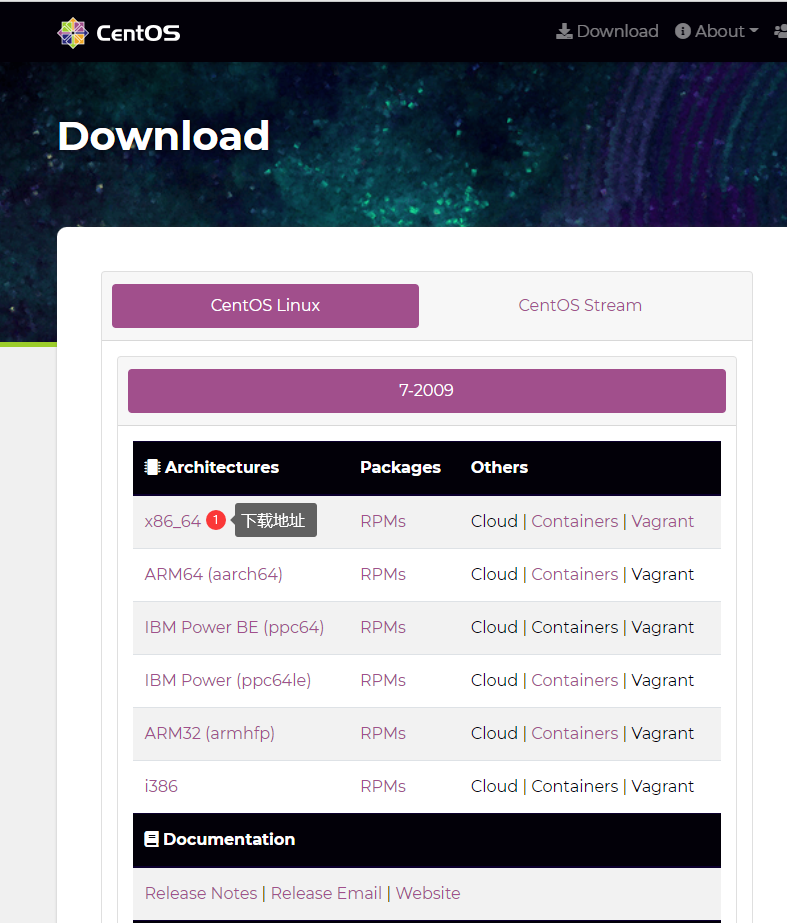 CentOS Download About
Download
CentOS Linux CentOS Stream
7-2009
Architectures Packages Others
x86_64 1 下载地址 RPMs Cloud | Containers | Vagrant
ARM64 (aarch64) RPMs Cloud | Containers | Vagrant
IBM Power BE (ppc64) RPMs Cloud | Containers | Vagrant
IBM Power (ppc64le) RPMs Cloud | Containers | Vagrant
ARM32 (armhfp) RPMs Cloud | Containers | Vagrant
i386 RPMs Cloud | Containers | Vagrant
Documentation
Release Notes | Release Email | Website